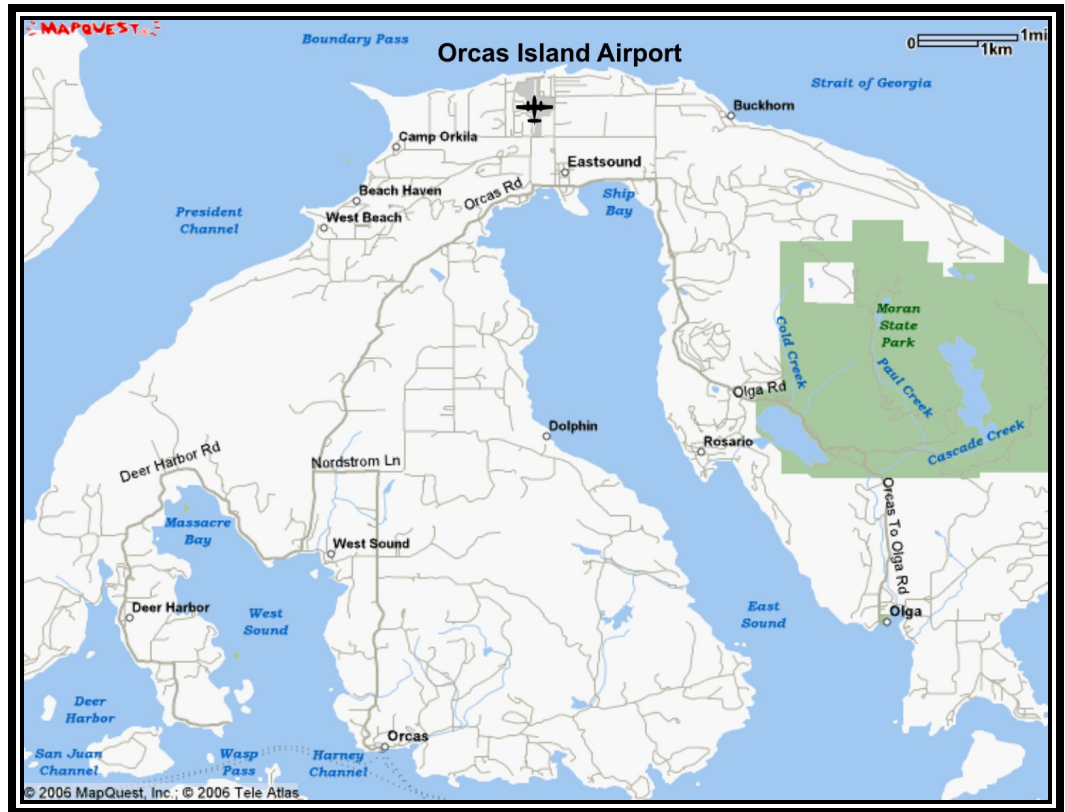 MAPQUEST
Boundary Pass
Orcas Island Airport
0 1mi
1km
Strait of Georgia
Buckhorn
Camp Orkila
Eastsound
Beach Haven
Orcas Rd
Ship
Bay
President
Channel
West Beach
Moran
State
Park
Cold Creek
Paul Creek
Olga Rd
Dolphin
Rosario
Cascade Creek
Deer Harbor Rd
Nordstrom Ln
Orcas To Olga Rd
Massacre
Bay
West Sound
Deer Harbor
West
Sound
East
Sound
Olga
Deer
Harbor
Orcas
San Juan
Channel
Wasp
Pass
Harney
Channel
© 2006 MapQuest, Inc.; © 2006 Tele Atlas